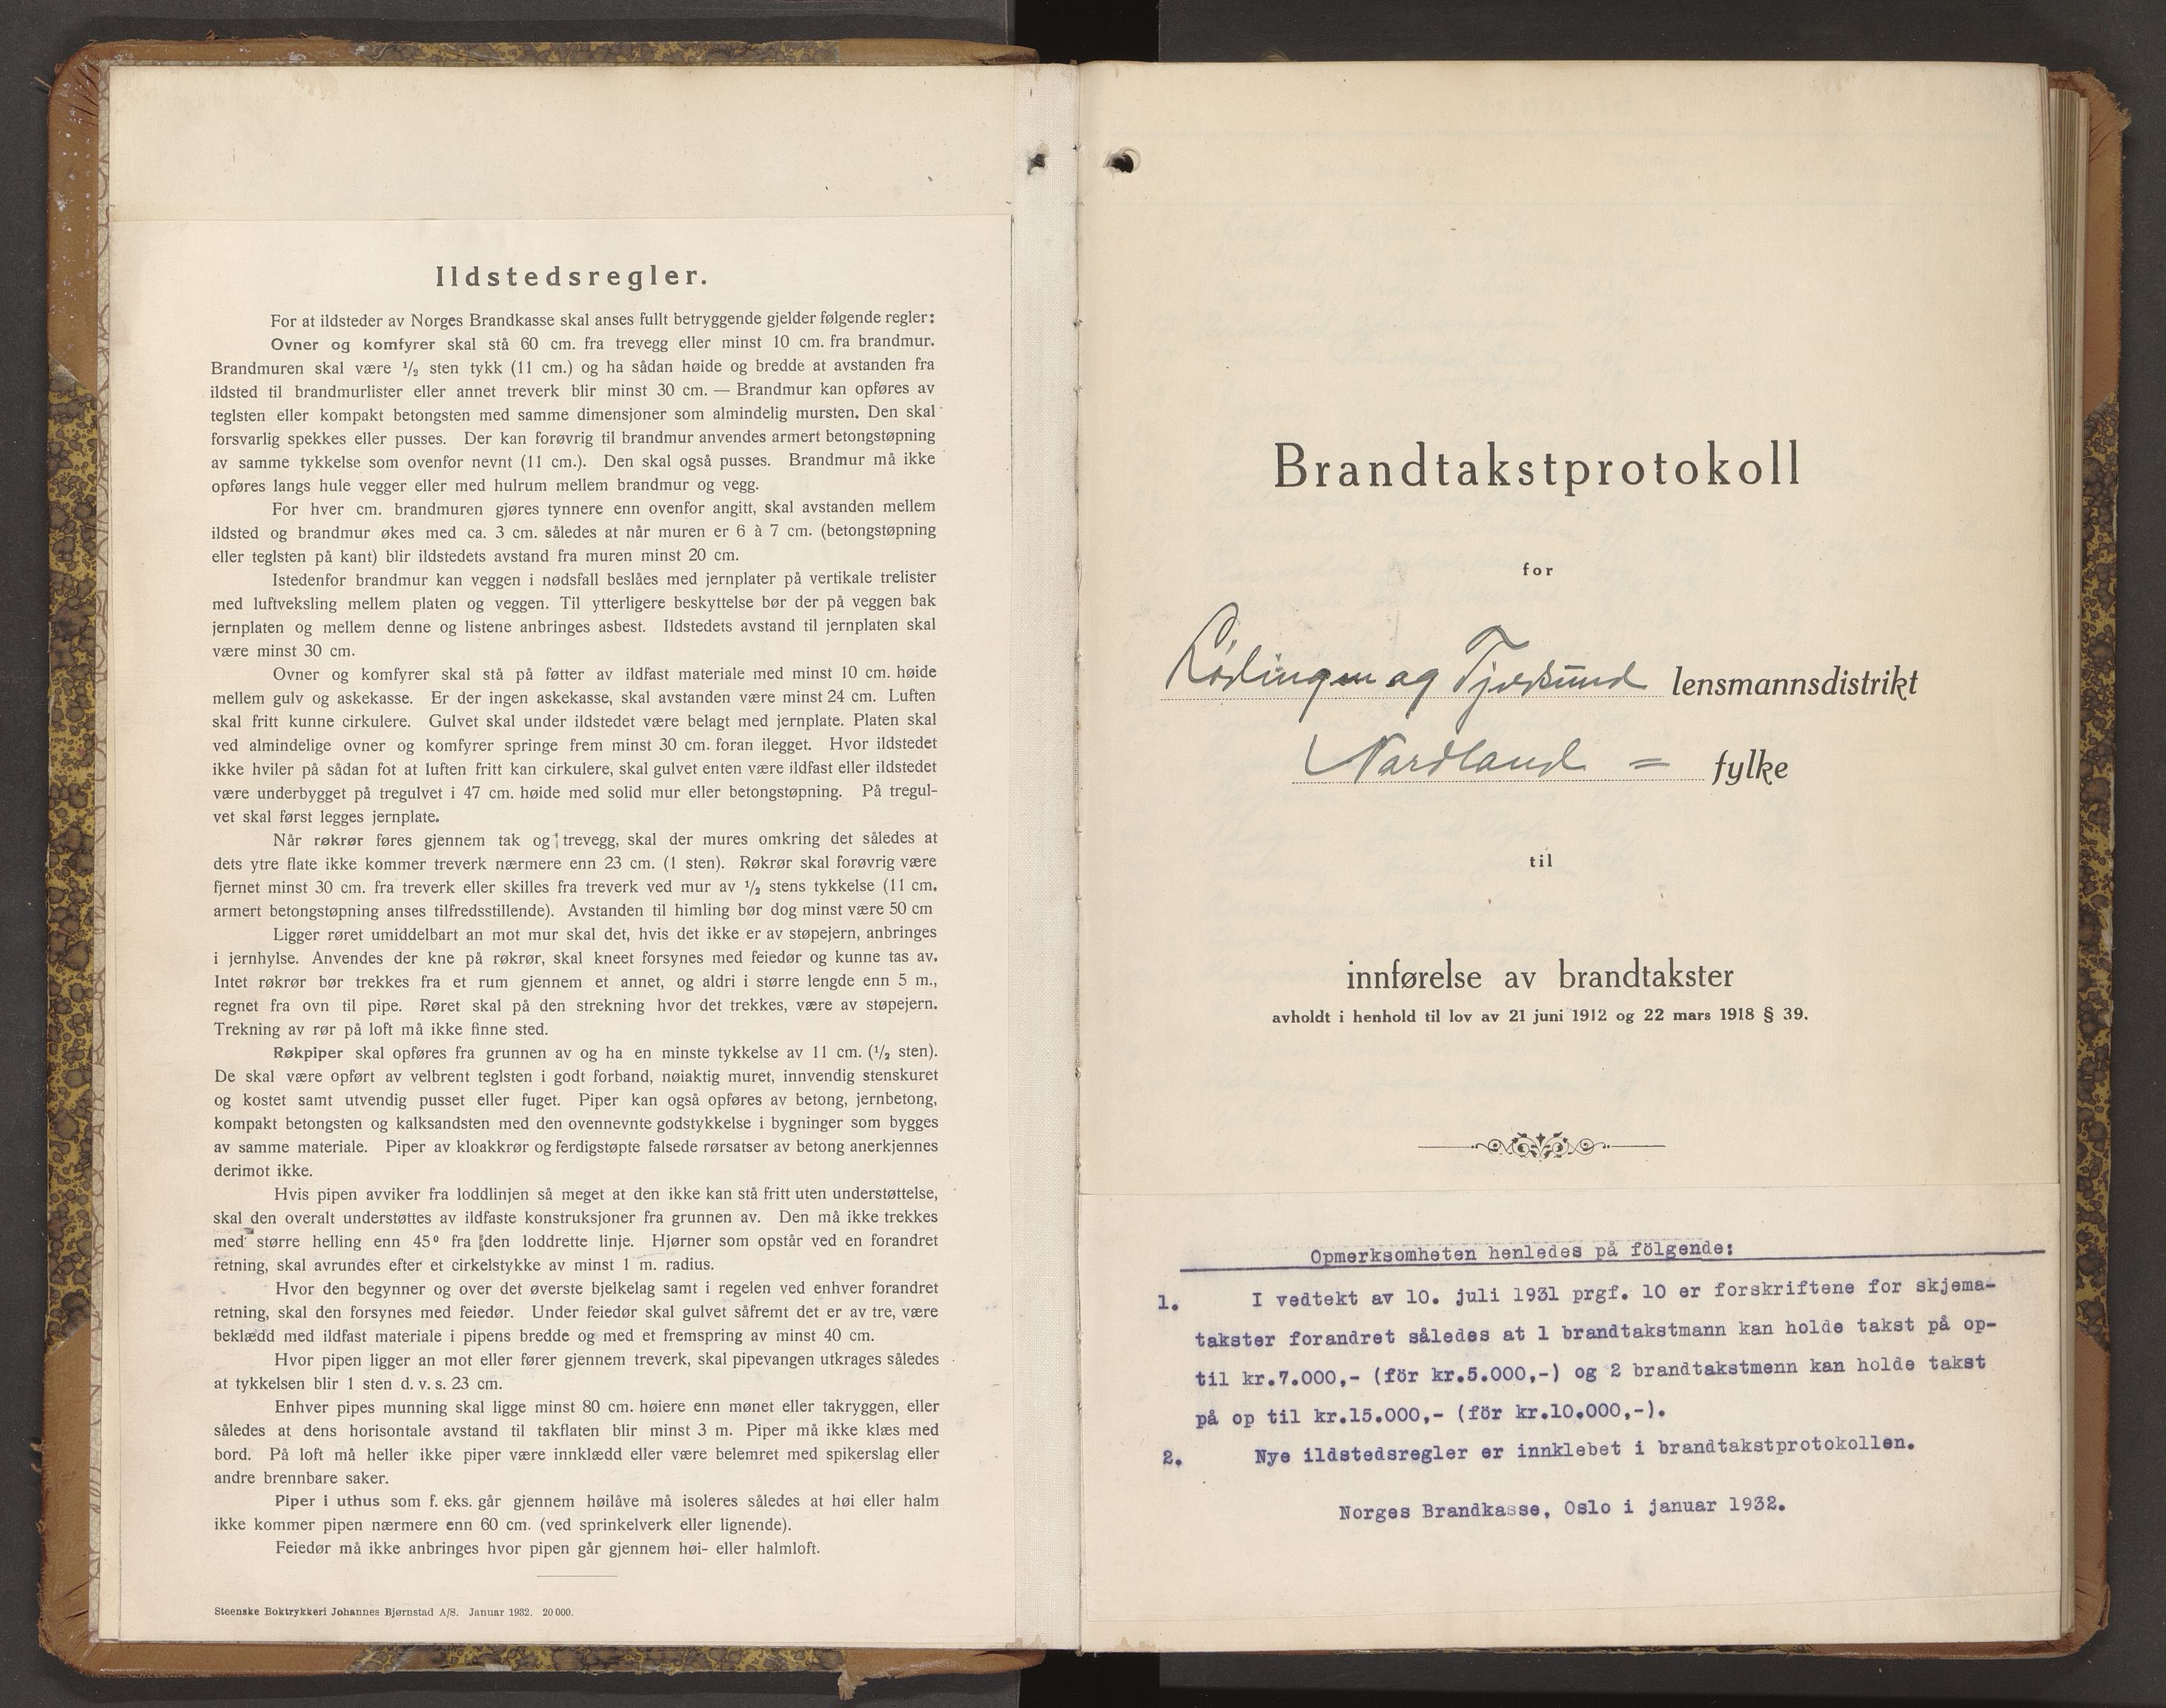 Ildstedsregler.
For at ildsteder av Norges Brandkasse skal anses fullt betryggende gjelder følgende regler:
Ovner og komfyrer skal stå 60 cm. fra trevegg eller minst 10 cm. fra brandmur.
Brandmuren skal være ½ sten tykk (11 cm.) og ha sådan høide og bredde at avstanden fra
ildsted til brandmurlister eller annet treverk blir minst 30 cm. — Brandmur kan opføres av
teglsten eller kompakt betongsten med samme dimensjoner som almindelig mursten. Den skal
forsvarlig spekkes eller pusses. Der kan forøvrig til brandmur anvendes armert betongstøpning
av samme tykkelse som ovenfor nevnt (11 cm.). Den skal også pusses. Brandmur må ikke
opføres langs hule vegger eller med hulrum mellem brandmur og vegg.
For hver cm. brandmuren gjøres tynnere enn ovenfor angitt, skal avstanden mellem
ildsted og brandmur økes med ca. 3 cm. således at når muren er 6 à 7 cm. (betongstøpning
eller teglsten på kant) blir ildstedets avstand fra muren minst 20 cm.
Istedenfor brandmur kan veggen i nødsfall beslåes med jernplater på vertikale trelister
med luftveksling mellem platen og veggen. Til ytterligere beskyttelse bør der på veggen bak
jernplaten og mellem denne og listene anbringes asbest. Ildstedets avstand til jernplaten skal
være minst 30 cm.
Ovner og komfyrer skal stå på føtter av ildfast materiale med minst 10 cm. høide
mellem gulv og askekasse. Er der ingen askekasse, skal avstanden være minst 24 cm. Luften
skal fritt kunne cirkulere. Gulvet skal under ildstedet være belagt med jernplate. Platen skal
ved almindelige ovner og komfyrer springe frem minst 30 cm. foran ilegget. Hvor ildstedet
ikke hviler på sådan fot at luften fritt kan cirkulere, skal gulvet enten være ildfast eller ildstedet
være underbygget på tregulvet i 47 cm. høide med solid mur eller betongstøpning. På tregul-
vet skal først legges jernplate.
Når røkrør føres gjennem tak og trevegg, skal der mures omkring det således at
dets ytre flate ikke kommer treverk nærmere enn 23 cm. (1 sten). Røkrør skal forøvrig være
fjernet minst 30 cm. fra treverk eller skilles fra treverk ved mur av ½ stens tykkelse (11 cm.
armert betongstøpning anses tilfredsstillende). Avstanden til himling bør dog minst være 50 cm
Ligger røret umiddelbart an mot mur skal det, hvis det ikke er av støpejern, anbringes
i jernhylse. Anvendes der kne på røkrør, skal kneet forsynes med feiedør og kunne tas av.
Intet røkrør bør trekkes fra et rum gjennem et annet, og aldri i større lengde enn 5 m.,
regnet fra ovn til pipe. Røret skal på den strekning hvor det trekkes, være av støpejern.
Trekning av rør på loft må ikke finne sted.
Røkpiper skal opføres fra grunnen av og ha en minste tykkelse av 11 cm. (½ sten).
De skal være opført av velbrent teglsten i godt forband, nøiaktig muret, innvendig stenskuret
og kostet samt utvendig pusset eller fuget. Piper kan også opføres av betong, jernbetong,
kompakt betongsten og kalksandsten med den ovennevnte godstykkelse i bygninger som bygges
av samme materiale. Piper av kloakkrør og ferdigstøpte falsede rørsatser av betong anerkjennes
derimot ikke.
Hvis pipen avviker fra loddlinjen så meget at den ikke kan stå fritt uten understøttelse,
skal den overalt understøttes av ildfaste konstruksjoner fra grunnen av. Den må ikke trekkes
med større helling enn 45° fra den loddrette linje. Hjørner som opstår ved en forandret
retning, skal avrundes efter et cirkelstykke av minst 1 m. radius.
Hvor den begynner og over det øverste bjelkelag samt i regelen ved enhver forandret
retning, skal den forsynes med feiedør. Under feiedør skal gulvet såfremt det er av tre, være
beklædd med ildfast materiale i pipens bredde og med et fremspring av minst 40 cm.
Hvor pipen ligger an mot eller fører gjennem treverk, skal pipevangen utkrages således
at tykkelsen blir 1 sten d. v. s. 23 cm.
Enhver pipes munning skal ligge minst 80 cm. høiere enn mønet eller takryggen, eller
således at dens horisontale avstand til takflaten blir minst 3 m. Piper må ikke klæs med
bord. På loft må heller ikke piper være innklædd eller være belemret med spikerslag eller
andre brennbare saker.
Piper i uthus som f. eks. går gjennem høilåve må isoleres således at høi eller halm
ikke kommer pipen nærmere enn 60 cm. (ved sprinkelverk eller lignende).
Feiedør må ikke anbringes hvor pipen går gjennem høi- eller halmloft.
Steenske Boktrykkeri Johannes Bjørnstad A/S. Januar 1932. 20 000.
Brandtakstprotokoll
for
Lødingen og Tjeldsund lensmannsdistrikt
Nordland = fylke
til
innførelse av brandtakster
avholdt i henhold til lov av 21 juni 1912 og 22 mars 1918 § 39.
Opmerksomheten henledes på fölgende:
1. I vedtekt av 10. juli 1931 prgf. 10 er forskriftene for skjema-
takster forandret således at 1 brandtakstmann kan holde takst på op-
til kr.7.000,- (för kr.5.000,-) og 2 brandtakstmenn kan holde takst
på op til kr.15.000,- (för kr.10.000,-).
2. Nye ildstedsregler er innklebet i brandtakstprotokollen.
Norges Brandkasse, Oslo i januar 1932.